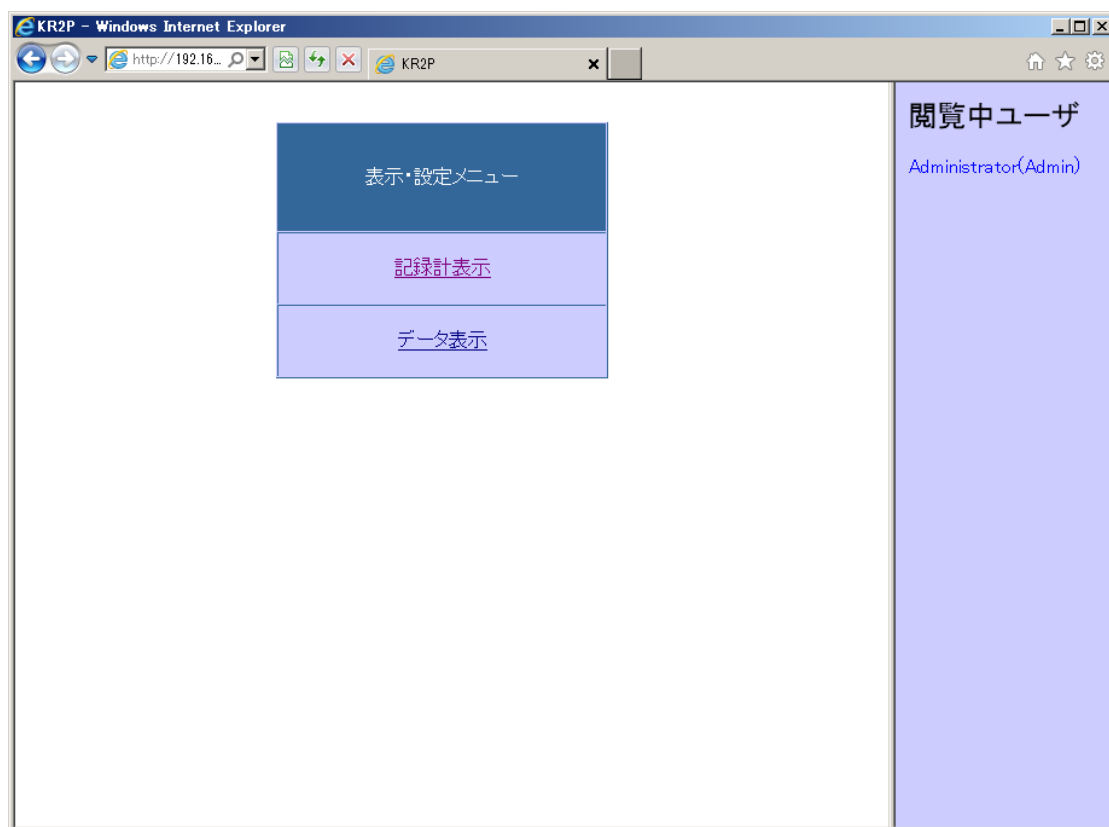 KR2P - Windows Internet Explorer
http://192.16...
KR2P
表示・設定メニュー
記録計表示
データ表示
閲覧中ユーザ
Administrator(Admin)